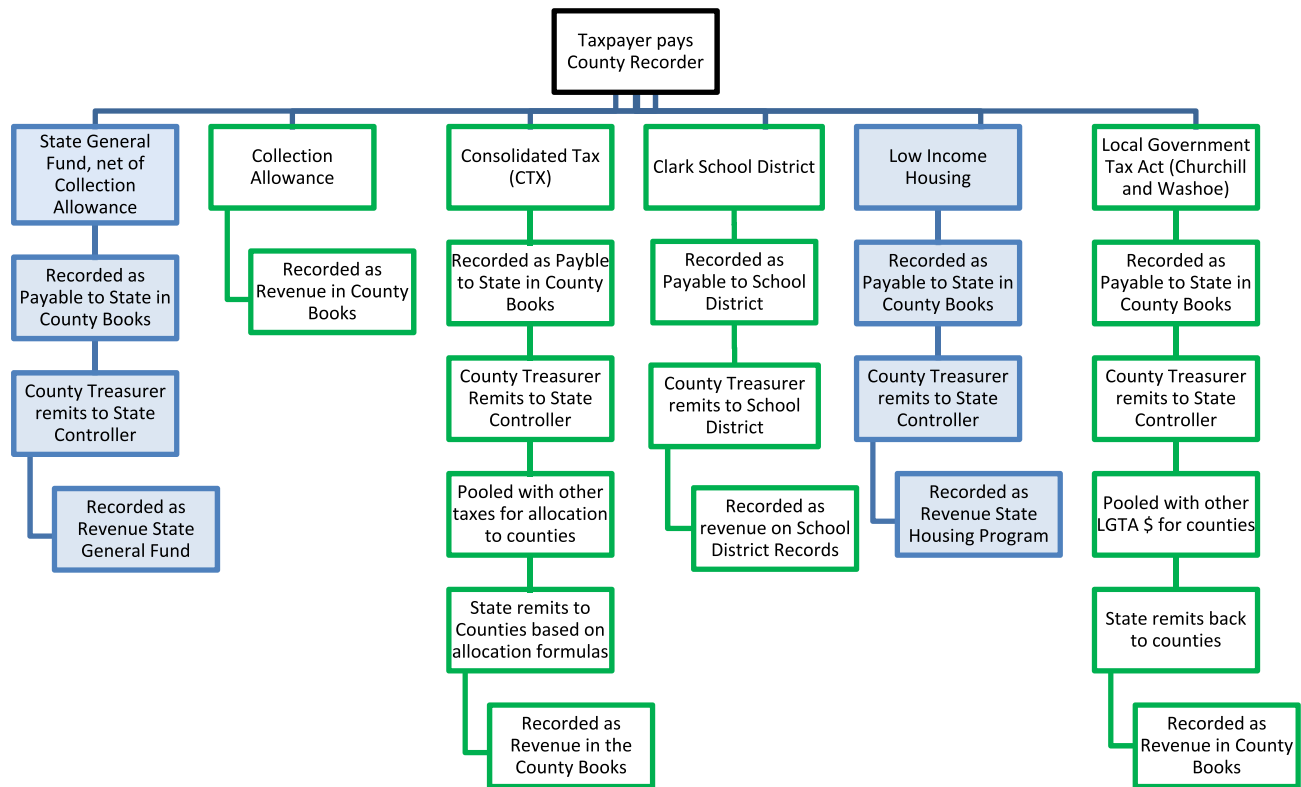 Taxpayer pays
County Recorder
State General
Fund, net of
Collection
Allowance
Recorded as
Payable to State in
County Books
County Treasurer
remits to State
Controller
Recorded as
Revenue State
General Fund
Collection
Allowance
Recorded as
Revenue in County
Books
Consolidated Tax
(CTX)
Recorded as Payble
to State in County
Books
County Treasurer
Remits to State
Controller
Pooled with other
taxes for allocation
to counties
State remits to
Counties based on
allocation formulas
Recorded as
Revenue in the
County Books
Clark School District
Recorded as
Payable to School
District
County Treasurer
remits to School
District
Recorded as
revenue on School
District Records
Low Income
Housing
Recorded as
Payable to State in
County Books
County Treasurer
remits to State
Controller
Recorded as
Revenue State
Housing Program
Local Government
Tax Act (Churchill
and Washoe)
Recorded as
Payable to State in
County Books
County Treasurer
remits to State
Controller
Pooled with other
LGTA $ for counties
State remits back
to counties
Recorded as
Revenue in County
Books